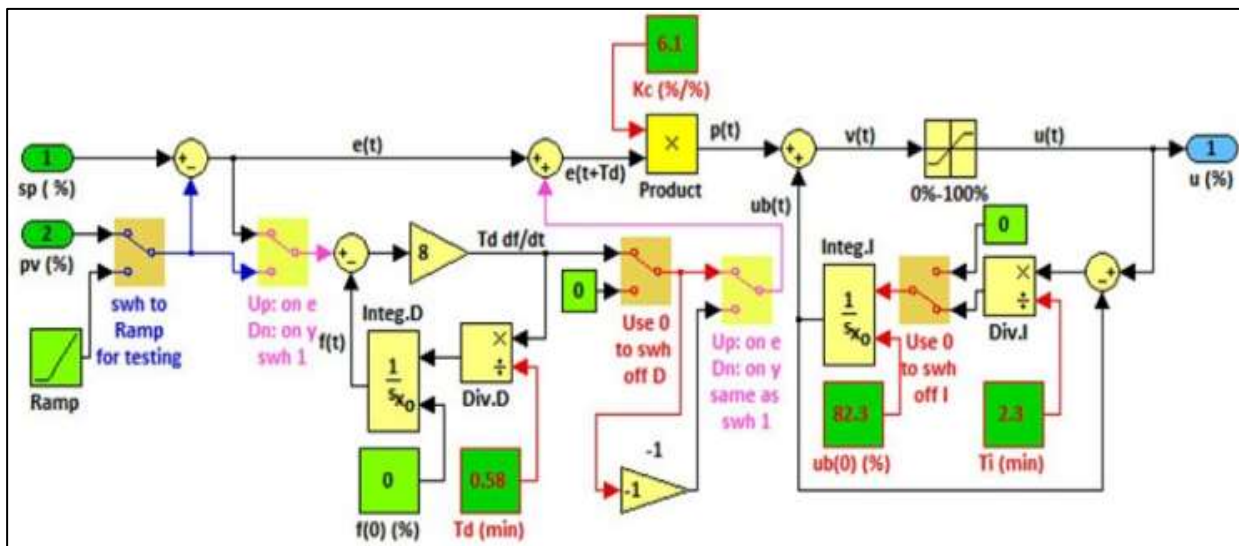 6.1
Kc (%/%)
1
sp ( %)
+
-
e(t)
+
+
e(t+Td)
×
Product
p(t)
+
+
v(t)
0%-100%
u(t)
1
u (%)
ub(t)
2
pv (%)
swh to
Ramp
for testing
Ramp
Up: on e
Dn: on y
swh 1
+
-
8
Td df/dt
f(t)
Integ.D
1
s
xo
×
÷
Div.D
0
f(0) (%)
0.58
Td (min)
0
Use 0
to swh
off D
-1
-1
Up: on e
Dn: on y
same as
swh 1
Integ.I
1
s
xo
82.3
ub(0) (%)
Use 0
to swh
off I
0
×
÷
Div.I
2.3
Ti (min)
-
+